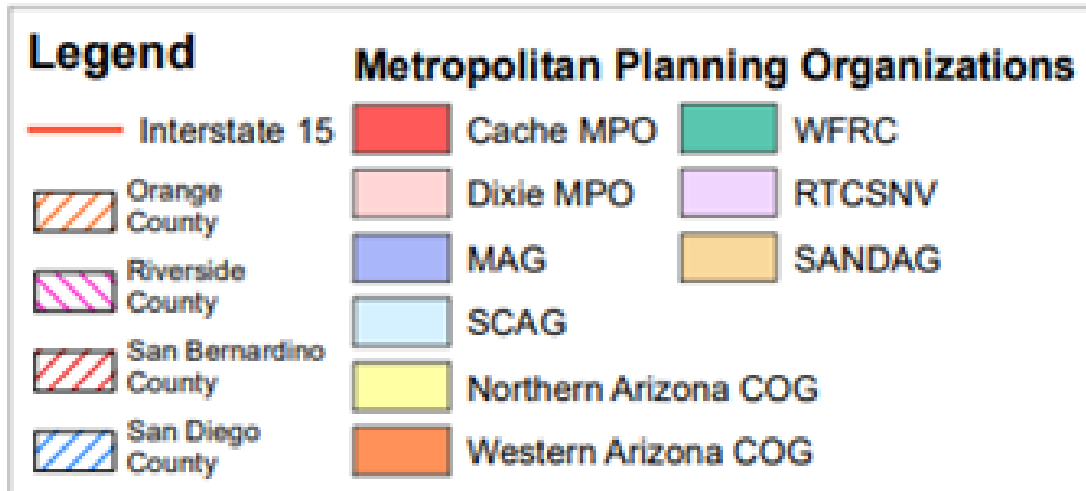 Legend
Interstate 15
Orange
County
Riverside
County
San Bernardino
County
San Diego
County
Metropolitan Planning Organizations
Cache MPO
Dixie MPO
MAG
SCAG
Northern Arizona COG
Western Arizona COG
WFRC
RTCSNV
SANDAG